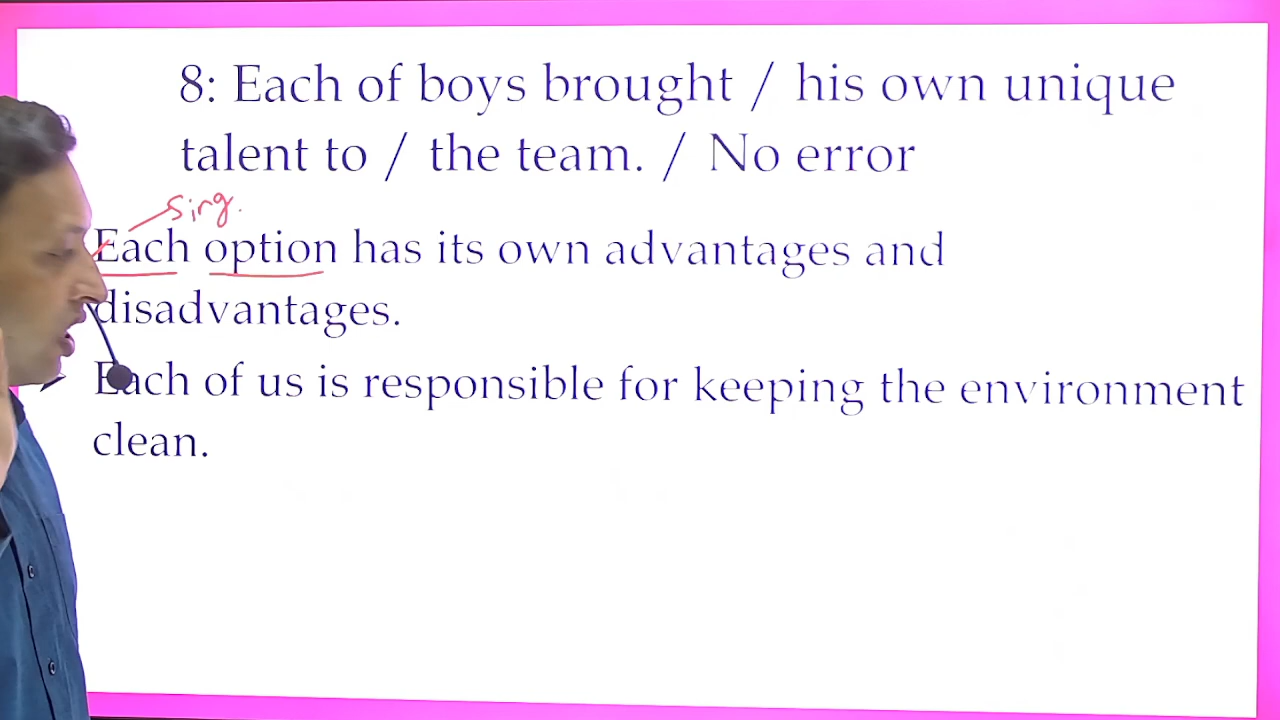 8: Each of boys brought / his own unique
talent to / the team. / No error
sing.
Each option has its own advantages and
disadvantages.
Each of us is responsible for keeping the environment
clean.